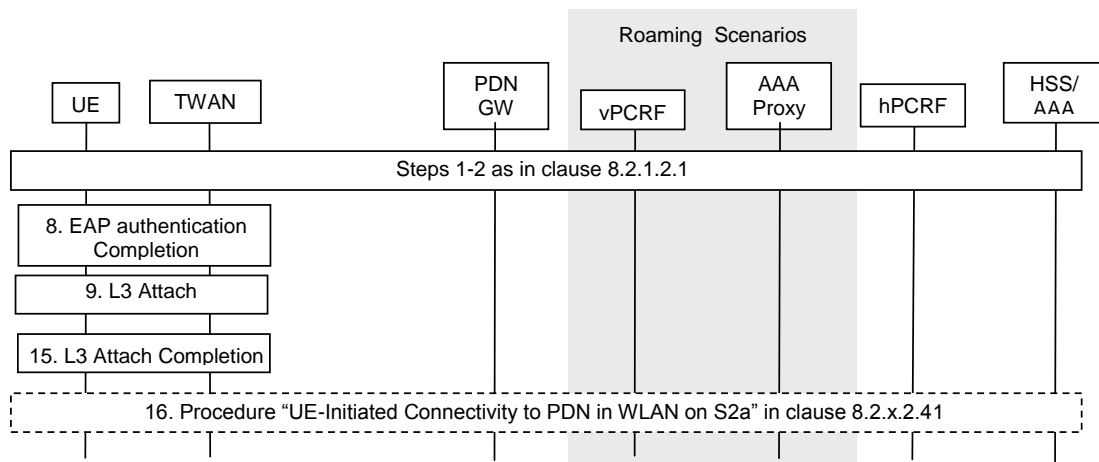 Roaming Scenarios
UE
TWAN
PDN
GW
vPCRF
AAA
Proxy
hPCRF
HSS/
AAA
Steps 1-2 as in clause 8.2.1.2.1
8. EAP authentication
Completion
9. L3 Attach
15. L3 Attach Completion
16. Procedure “UE-Initiated Connectivity to PDN in WLAN on S2a” in clause 8.2.x.2.41